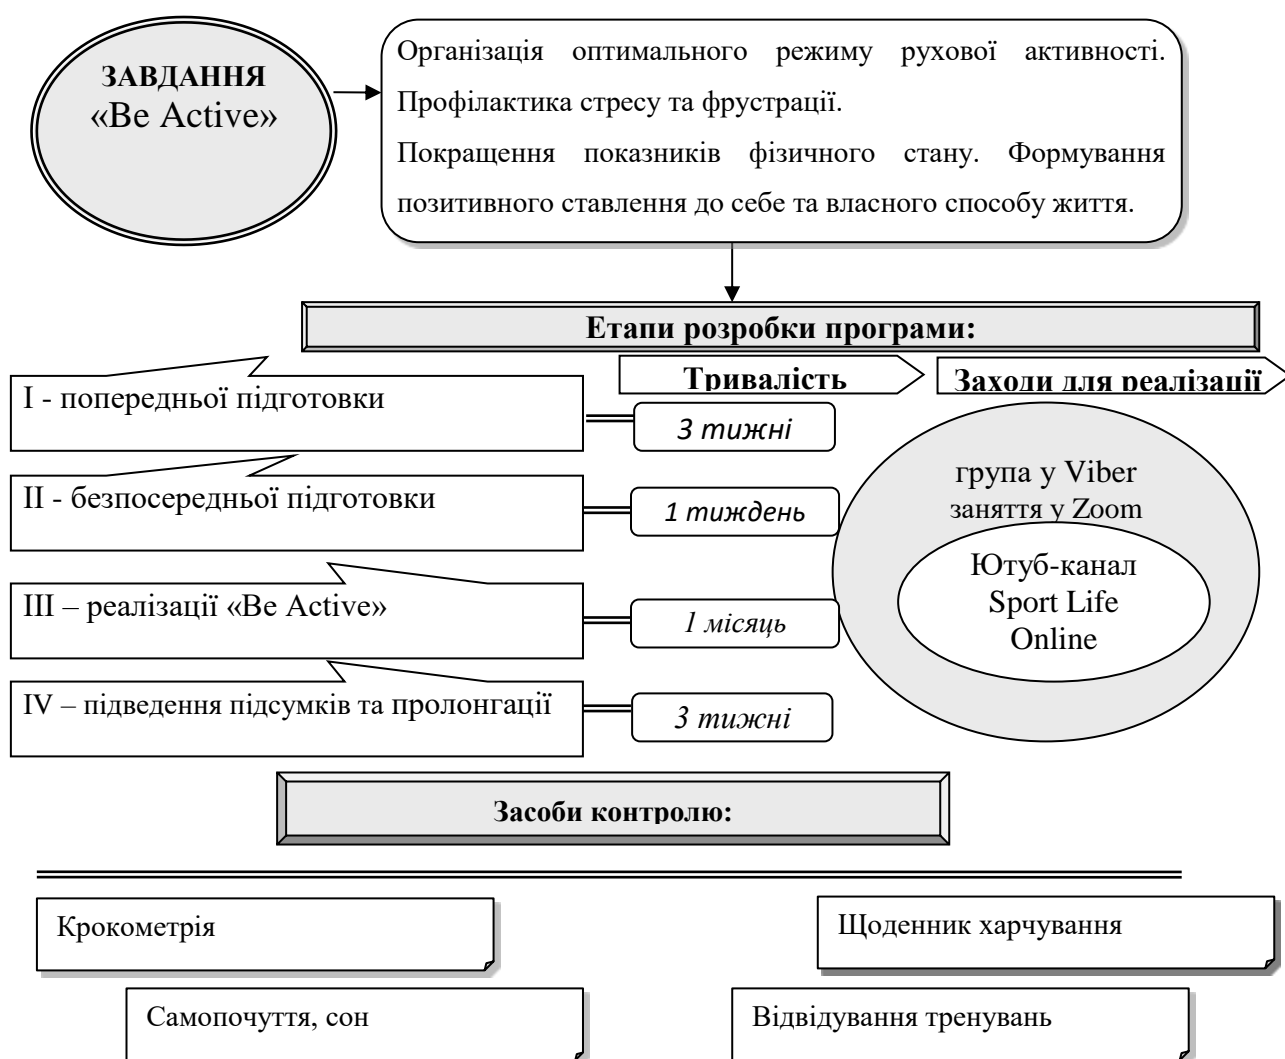 ЗАВДАННЯ
«Be Active»
Організація оптимального режиму рухової активності.
Профілактика стресу та фрустрації.
Покращення показників фізичного стану. Формування
позитивного ставлення до себе та власного способу життя.
Етапи розробки програми:
Тривалість
Заходи для реалізації
I - попередньої підготовки
3 тижні
II - безпосередньої підготовки
1 тиждень
III – реалізації «Be Active»
1 місяць
IV – підведення підсумків та пролонгації
3 тижні
група у Viber
заняття у Zoom
Ютуб-канал
Sport Life
Online
Засоби контролю:
Крокометрія
Щоденник харчування
Самопочуття, сон
Відвідування тренувань